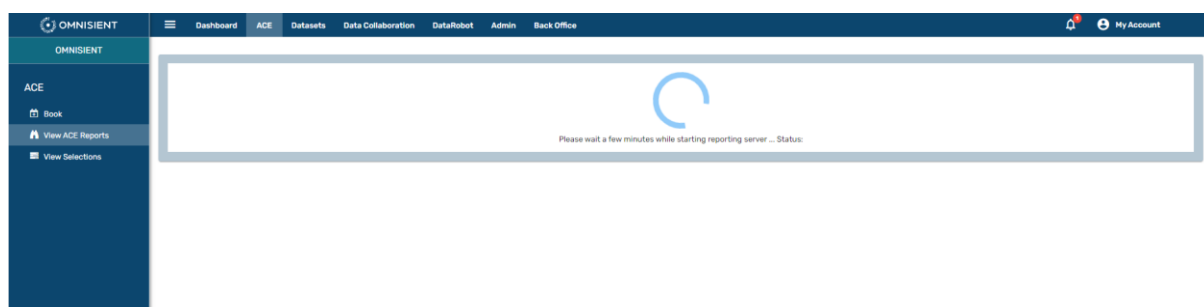 OMNISIENT
Dashboard ACE Datasets Data Collaboration DataRobot Admin Back Office
My Account
OMNISIENT
ACE
Book
View ACE Reports
View Selections
Please wait a few minutes while starting reporting server ... Status: